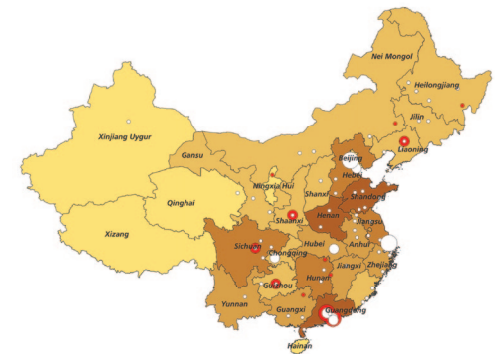 Nei Mongol
Heilongjiang
Jilin
Xinjiang Uygur
Liaoning
Gansu
Beijing
Hebei
Ningxia Hui
Shanxi
Shandong
Qinghai
Shaanxi
Henan
Jiangsu
Xizang
Sichuan
Hubei
Anhui
Chongqing
Zhejiang
Hunan
Jiangxi
Guizhou
Yunnan
Guangxi
Guangdong
Hainan